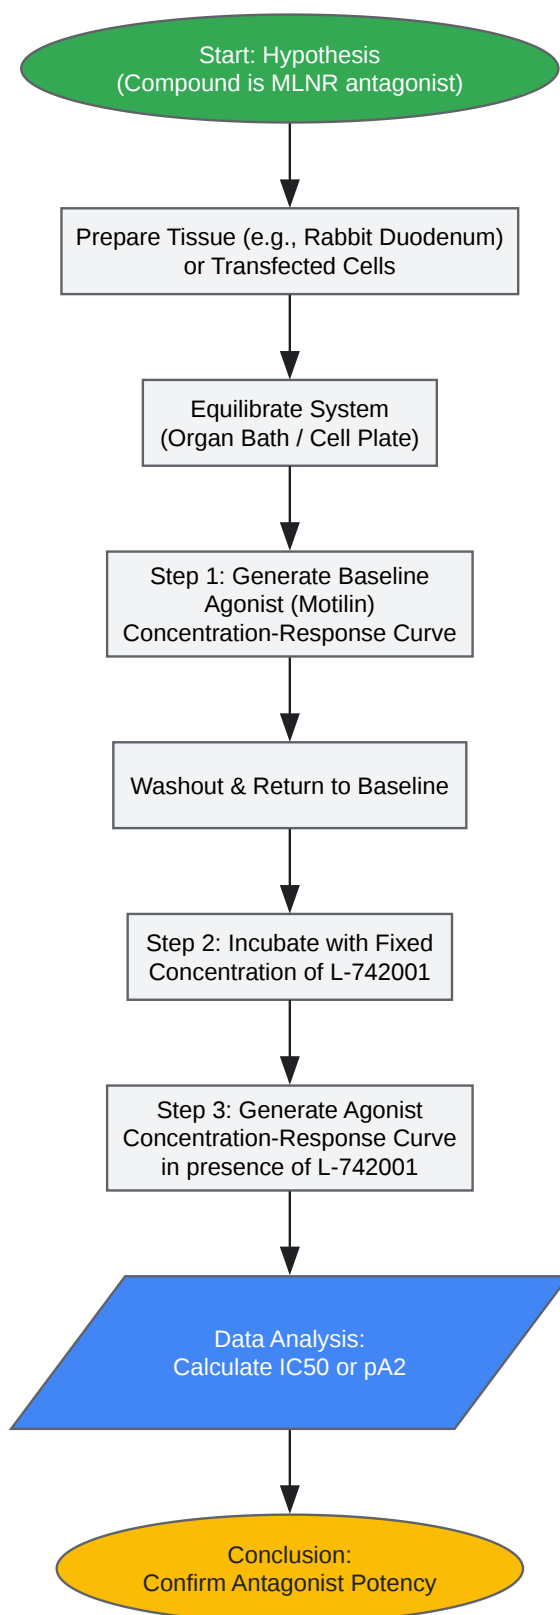 Start: Hypothesis
(Compound is MLNR antagonist)
Prepare Tissue (e.g., Rabbit Duodenum)
or Transfected Cells
Equilibrate System
(Organ Bath / Cell Plate)
Step 1: Generate Baseline
Agonist (Motilin)
Concentration-Response Curve
Washout & Return to Baseline
Step 2: Incubate with Fixed
Concentration of L-742001
Step 3: Generate Agonist
Concentration-Response Curve
in presence of L-742001
Data Analysis:
Calculate IC50 or pA2
Conclusion:
Confirm Antagonist Potency